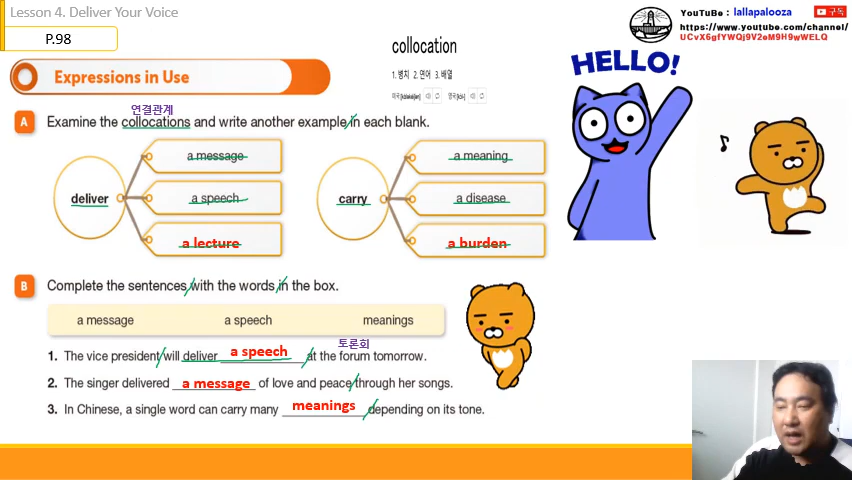 Lesson 4. Deliver Your Voice
P.98
collocation
1. 병치 2. 연어 3. 배열
YouTuBe : lallapalooza
구독
https://www.youtube.com/channel/
UCvX6gfYWQj9V2eM9H9wWELQ
HELLO!
Expressions in Use
연결관계
A Examine the collocations and write another example in each blank.
deliver
a message
a speech
a lecture
carry
a meaning
a disease
a burden
B Complete the sentences with the words in the box.
a message a speech meanings
토론회
1. The vice president will deliver a speech at the forum tomorrow.
2. The singer delivered a message of love and peace through her songs.
3. In Chinese, a single word can carry many meanings depending on its tone.